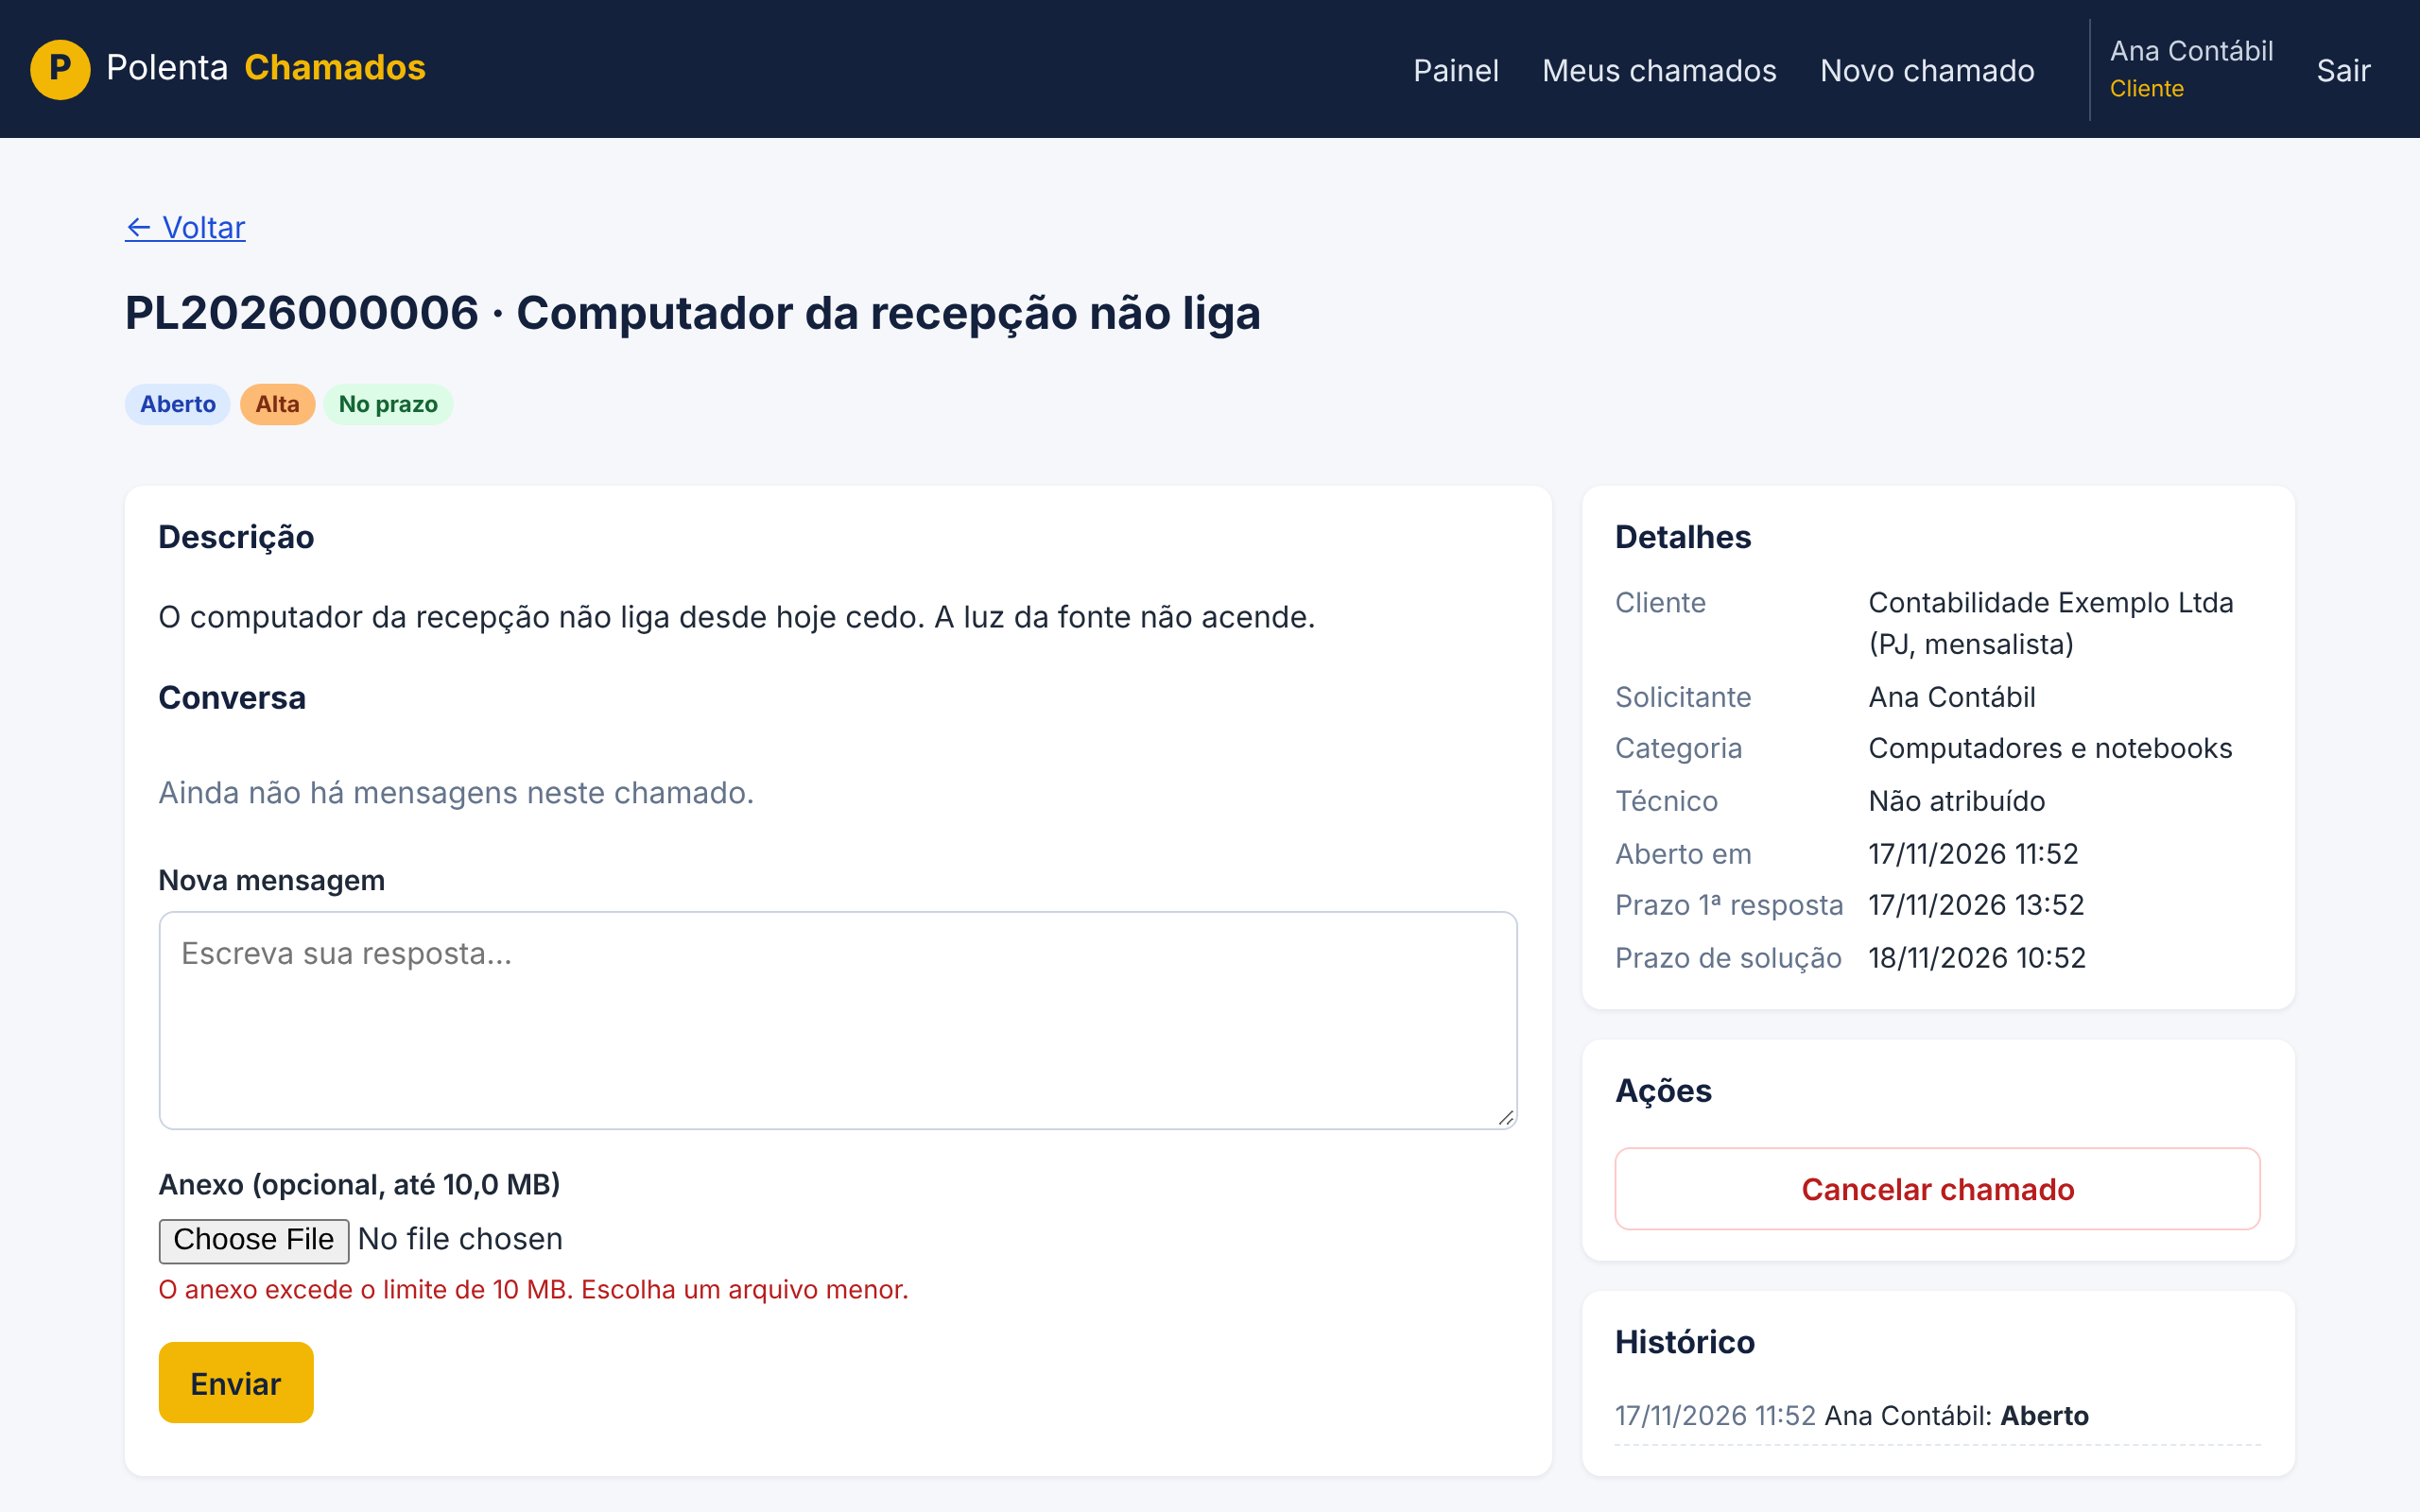 P Polenta Chamados
Painel Meus chamados Novo chamado
Ana Contábil
Cliente
Sair
← Voltar
PL2026000006 · Computador da recepção não liga
Aberto Alta No prazo
Descrição
O computador da recepção não liga desde hoje cedo. A luz da fonte não acende.
Conversa
Ainda não há mensagens neste chamado.
Nova mensagem
Escreva sua resposta...
Anexo (opcional, até 10,0 MB)
Choose File No file chosen
O anexo excede o limite de 10 MB. Escolha um arquivo menor.
Enviar
Detalhes
Cliente Contabilidade Exemplo Ltda
(PJ, mensalista)
Solicitante Ana Contábil
Categoria Computadores e notebooks
Técnico Não atribuído
Aberto em 17/11/2026 11:52
Prazo 1ª resposta 17/11/2026 13:52
Prazo de solução 18/11/2026 10:52
Ações
Cancelar chamado
Histórico
17/11/2026 11:52 Ana Contábil: Aberto